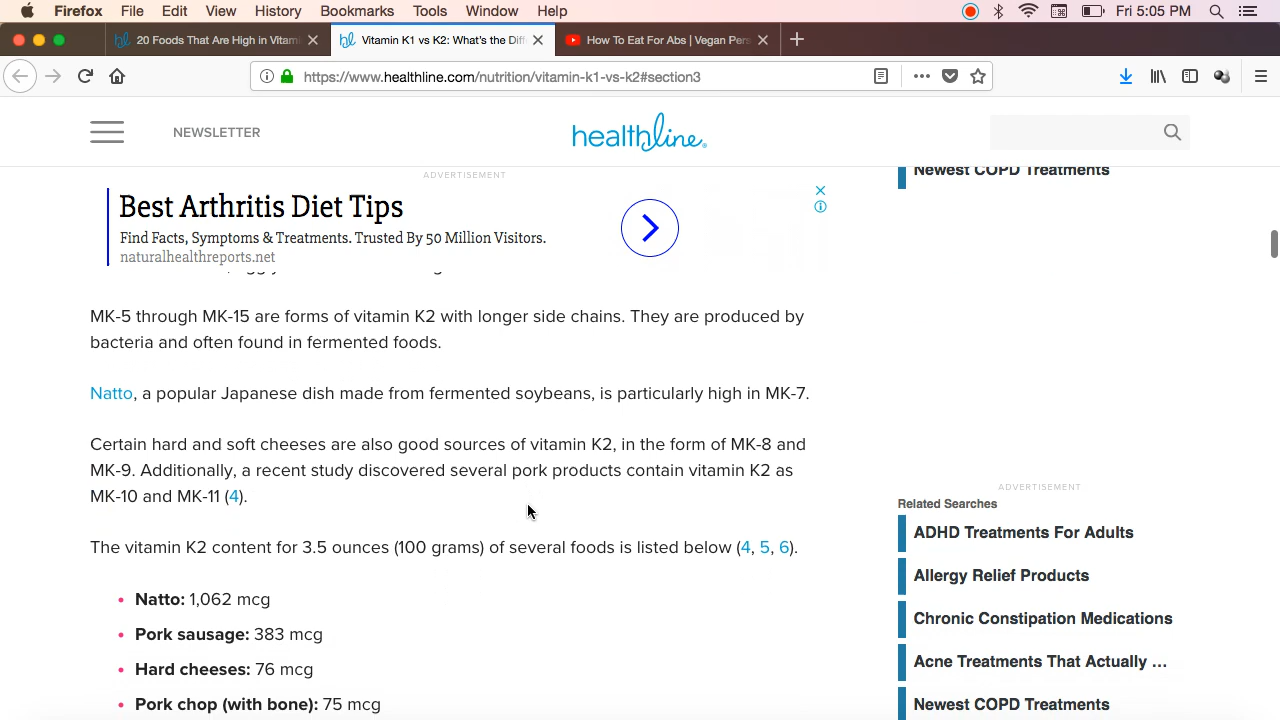 Firefox File Edit View History Bookmarks Tools Window Help Fri 5:05 PM
20 Foods That Are High in Vitam
Vitamin K1 vs K2: What's the Diff
How To Eat For Abs | Vegan Pers
https://www.healthline.com/nutrition/vitamin-k1-vs-k2#section3
NEWSLETTER
healthline.
Newest COPD Treatments
ADVERTISEMENT
Best Arthritis Diet Tips
Find Facts, Symptoms & Treatments. Trusted By 50 Million Visitors.
naturalhealthreports.net
MK-5 through MK-15 are forms of vitamin K2 with longer side chains. They are produced by
bacteria and often found in fermented foods.
Natto, a popular Japanese dish made from fermented soybeans, is particularly high in MK-7.
Certain hard and soft cheeses are also good sources of vitamin K2, in the form of MK-8 and
MK-9. Additionally, a recent study discovered several pork products contain vitamin K2 as
MK-10 and MK-11 (4).
The vitamin K2 content for 3.5 ounces (100 grams) of several foods is listed below (4, 5, 6).
• Natto: 1,062 mcg
• Pork sausage: 383 mcg
• Hard cheeses: 76 mcg
• Pork chop (with bone): 75 mcg
ADVERTISEMENT
Related Searches
ADHD Treatments For Adults
Allergy Relief Products
Chronic Constipation Medications
Acne Treatments That Actually ...
Newest COPD Treatments